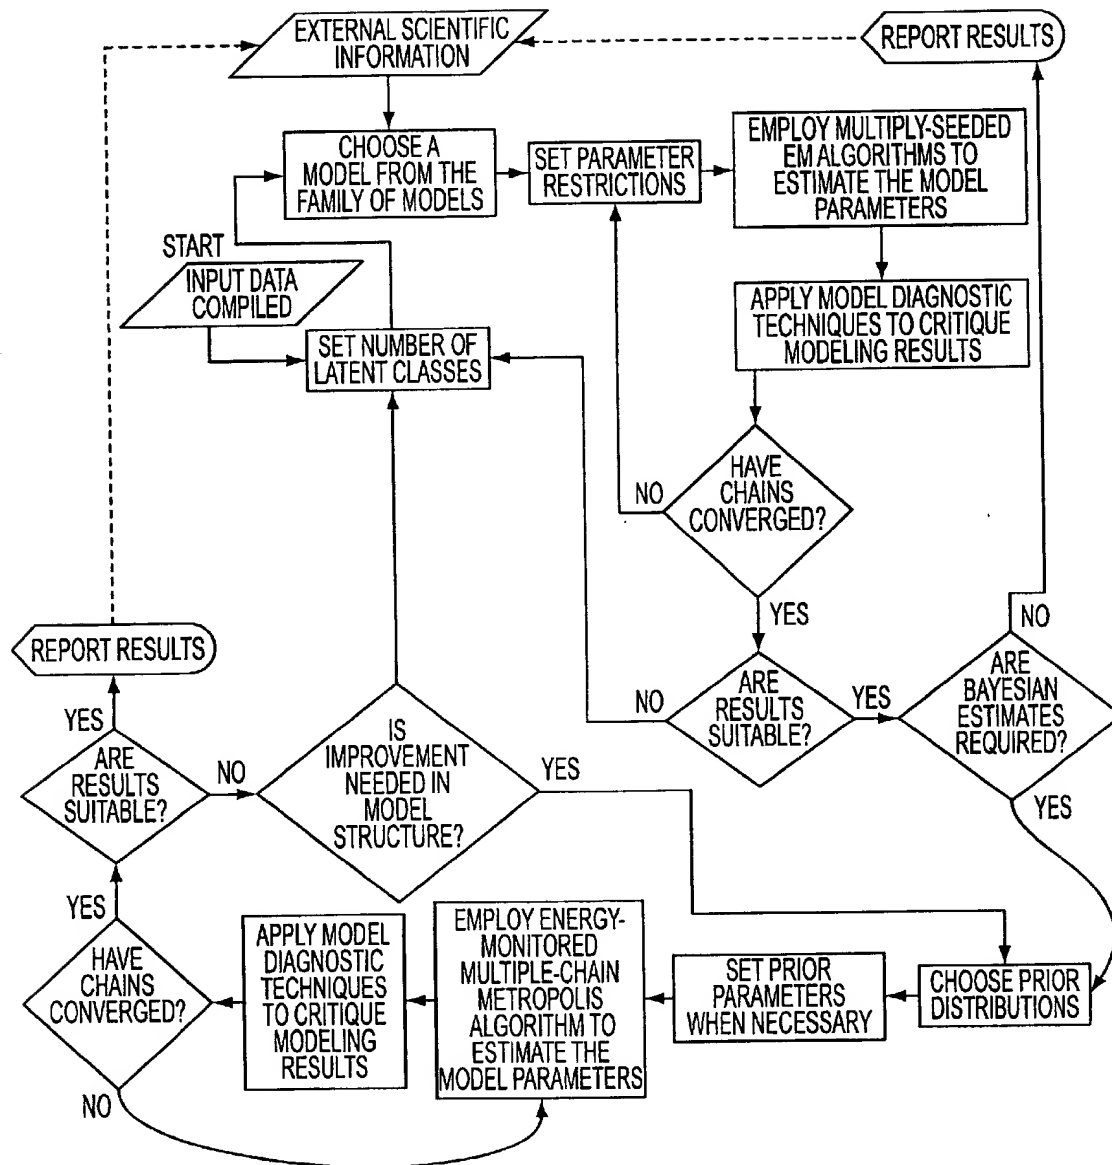 EXTERNAL SCIENTIFIC
INFORMATION
REPORT RESULTS
CHOOSE A
MODEL FROM THE
FAMILY OF MODELS
SET PARAMETER
RESTRICTIONS
EMPLOY MULTIPLY-SEEDED
EM ALGORITHMS TO
ESTIMATE THE MODEL
PARAMETERS
START
INPUT DATA
COMPILED
SET NUMBER OF
LATENT CLASSES
APPLY MODEL DIAGNOSTIC
TECHNIQUES TO CRITIQUE
MODELING RESULTS
HAVE
CHAINS
CONVERGED?
NO
YES
ARE
RESULTS
SUITABLE?
NO
YES
ARE
BAYESIAN
ESTIMATES
REQUIRED?
NO
YES
REPORT RESULTS
YES
ARE
RESULTS
SUITABLE?
NO
IS
IMPROVEMENT
NEEDED IN
MODEL
STRUCTURE?
YES
YES
HAVE
CHAINS
CONVERGED?
NO
APPLY MODEL
DIAGNOSTIC
TECHNIQUES
TO CRITIQUE
MODELING
RESULTS
EMPLOY ENERGY-
MONITORED
MULTIPLE-CHAIN
METROPOLIS
ALGORITHM TO
ESTIMATE THE
MODEL PARAMETERS
SET PRIOR
PARAMETERS
WHEN NECESSARY
CHOOSE PRIOR
DISTRIBUTIONS